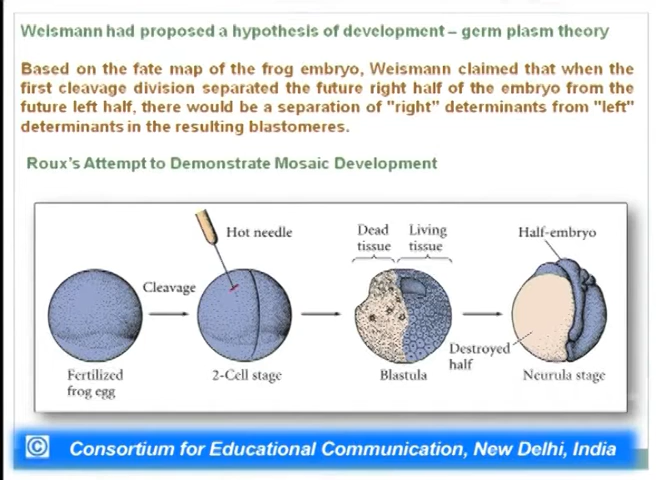 Weismann had proposed a hypothesis of development – germ plasm theory
Based on the fate map of the frog embryo, Weismann claimed that when the
first cleavage division separated the future right half of the embryo from the
future left half, there would be a separation of "right" determinants from "left"
determinants in the resulting blastomeres.
Roux's Attempt to Demonstrate Mosaic Development
Hot needle
Dead
tissue
Living
tissue
Half-embryo
Cleavage
Destroyed
half
Fertilized
frog egg
2-Cell stage
Blastula
Neurula stage
© Consortium for Educational Communication, New Delhi, India